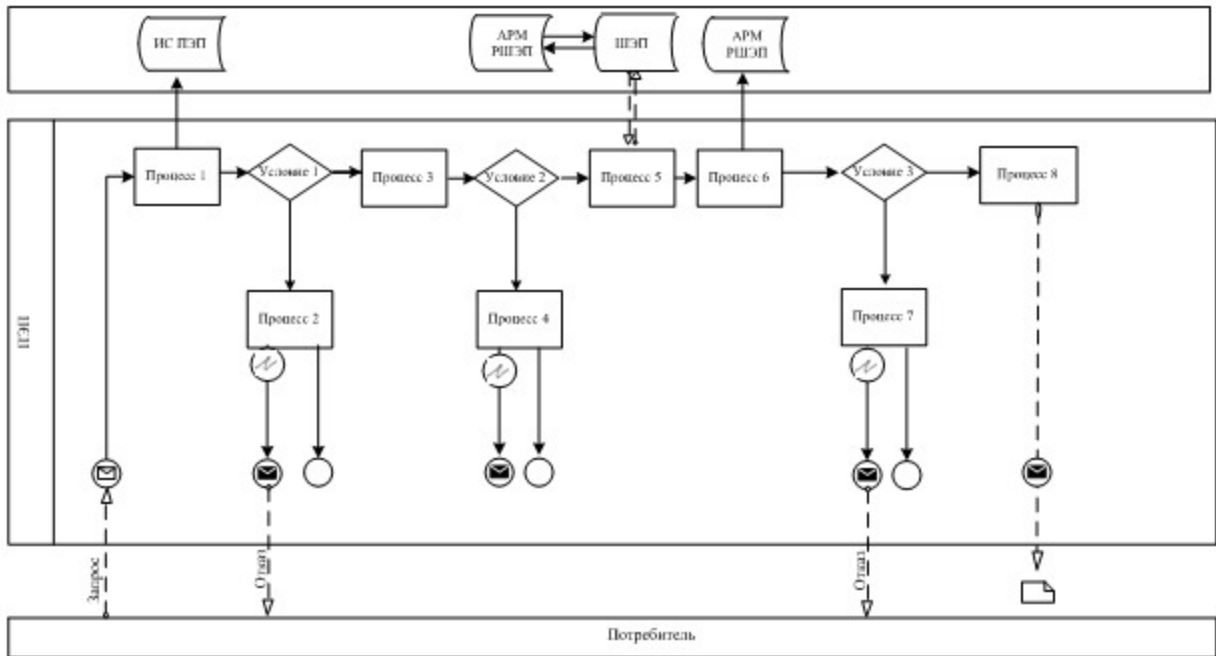 ИС ПЭП
АРМ
РШЭП
ШЭП
АРМ
РШЭП
Процесс 1
Условие 1
Процесс 3
Условие 2
Процесс 5
Процесс 6
Условие 3
Процесс 8
Процесс 2
Процесс 4
Процесс 7
Запрос
Отказ
Отказ
Потребитель